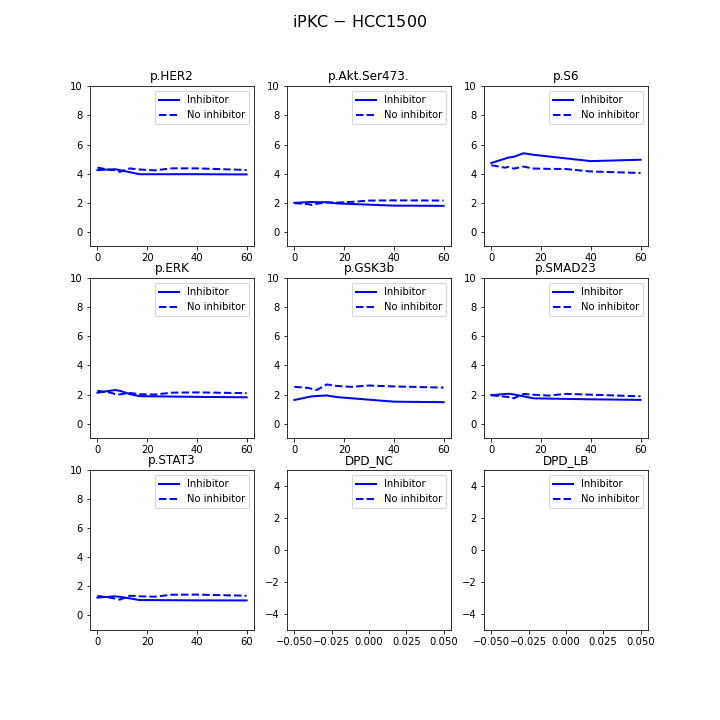 iPKC − HCC1500
p.HER2 p.Akt.Ser473. p.S6
10 10 10
Inhibitor Inhibitor Inhibitor
No inhibitor No inhibitor No inhibitor
8 8 8
6 6 6
4 4 4
2 2 2
0 0 0
0 20 40 60 0 20 40 60 0 20 40 60
p.ERK p.GSK3b p.SMAD23
10 10 10
Inhibitor Inhibitor Inhibitor
No inhibitor No inhibitor No inhibitor
8 8 8
6 6 6
4 4 4
2 2 2
0 0 0
0 20 40 60 0 20 40 60 0 20 40 60
p.STAT3 DPD_NC DPD_LB
10
Inhibitor Inhibitor Inhibitor
4 4
No inhibitor No inhibitor No inhibitor
8
2 2
6
0 0
4
−2 −2
2
−4 −4
0
0 20 40 60 −0.050 −0.025 0.000 0.025 0.050 −0.050 −0.025 0.000 0.025 0.050